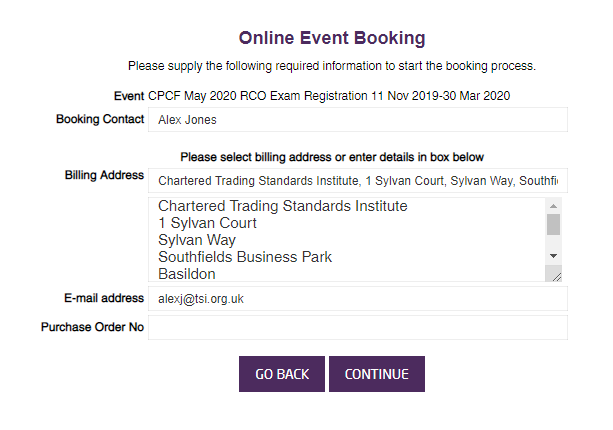 Online Event Booking
Please supply the following required information to start the booking process.
Event CPCF May 2020 RCO Exam Registration 11 Nov 2019-30 Mar 2020
Booking Contact Alex Jones
Please select billing address or enter details in box below
Billing Address Chartered Trading Standards Institute, 1 Sylvan Court, Sylvan Way, Southfi
Chartered Trading Standards Institute
1 Sylvan Court
Sylvan Way
Southfields Business Park
Basildon
E-mail address alexj@tsi.org.uk
Purchase Order No
GO BACK CONTINUE